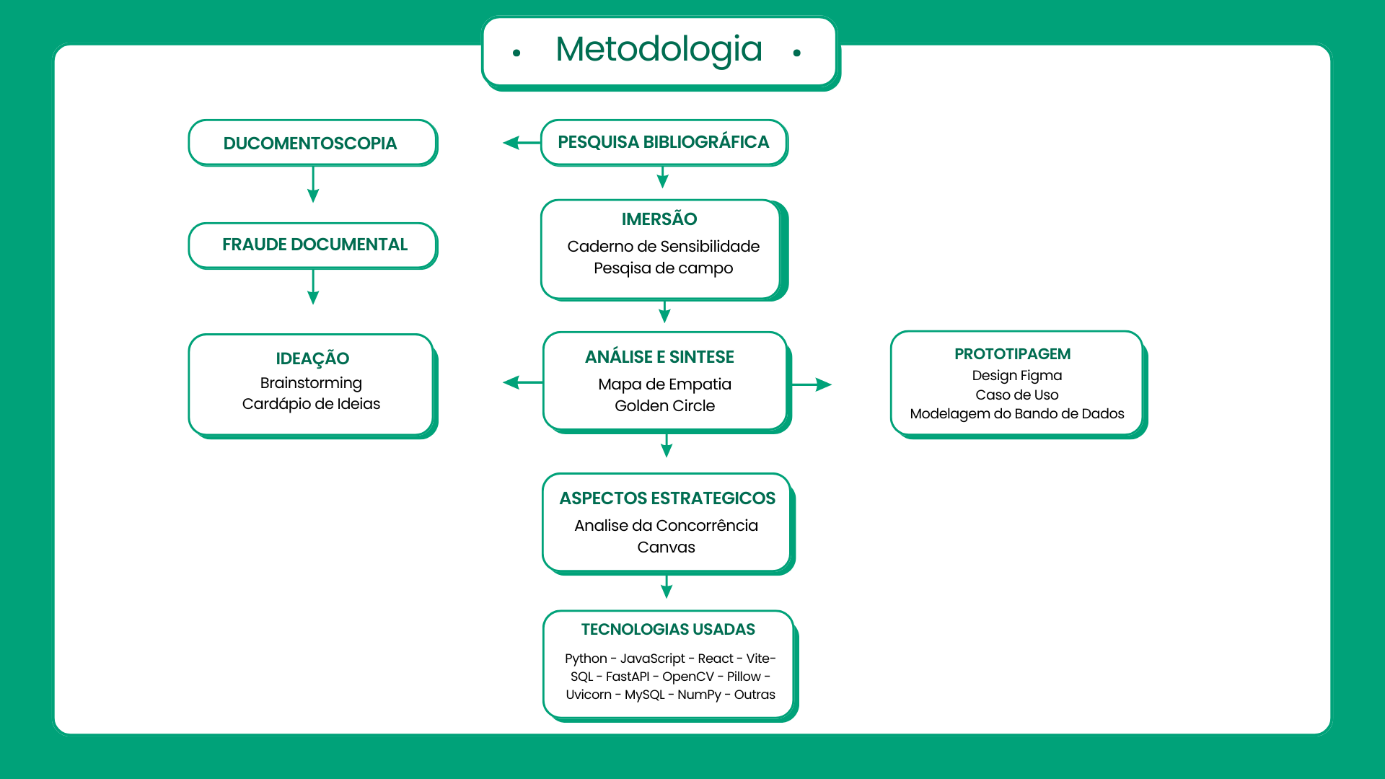 • Metodologia •
DUCOMENTOSCOPIA
PESQUISA BIBLIOGRÁFICA
FRAUDE DOCUMENTAL
IMERSÃO
Caderno de Sensibilidade
Pesqisa de campo
IDEAÇÃO
Brainstorming
Cardápio de Ideias
ANÁLISE E SINTESE
Mapa de Empatia
Golden Circle
PROTOTIPAGEM
Design Figma
Caso de Uso
Modelagem do Bando de Dados
ASPECTOS ESTRATEGICOS
Analise da Concorrência
Canvas
TECNOLOGIAS USADAS
Python - JavaScript - React - Vite-
SQL - FastAPI - OpenCV - Pillow -
Uvicorn - MySQL - NumPy - Outras